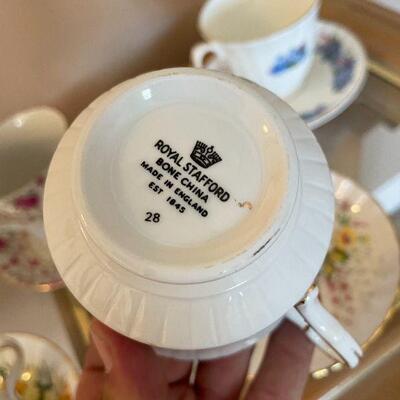 ROYAL STAFFORD
BONE CHINA
MADE IN ENGLAND
EST 1845
28